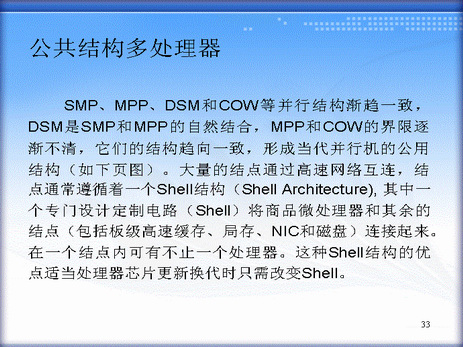 公共结构多处理器
SMP、MPP、DSM和COW等并行结构渐趋一致，
DSM是SMP和MPP的自然结合，MPP和COW的界限逐
渐不清，它们的结构趋向一致，形成当代并行机的公用
结构（如下页图）。大量的结点通过高速网络互连，结
点通常遵循着一个Shell结构（Shell Architecture), 其中一
个专门设计定制电路（Shell）将商品微处理器和其余的
结点（包括板级高速缓存、局存、NIC和磁盘）连接起来。
在一个结点内可有不止一个处理器。这种Shell结构的优
点适当处理器芯片更新换代时只需改变Shell。
33